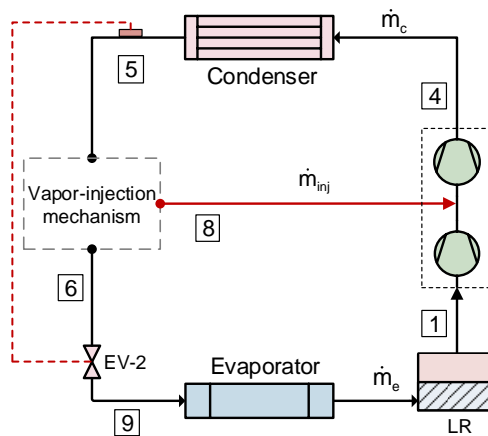 ṁc
5
Condenser
4
Vapor-injection
mechanism
ṁinj
8
6
1
EV-2
Evaporator
ṁe
9
LR